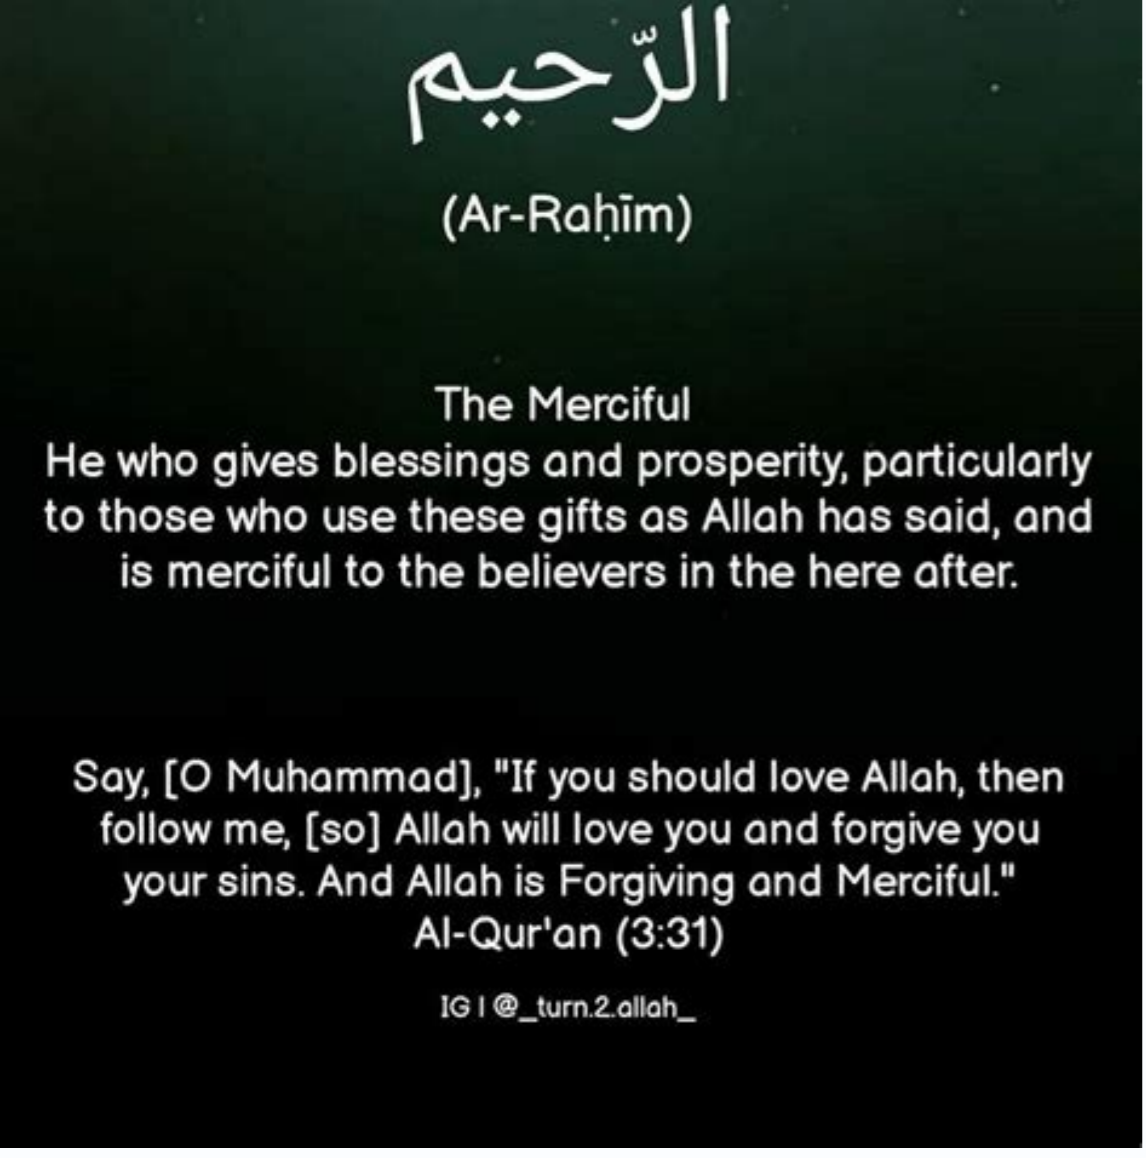 الرّحيم
(Ar-Raḥīm)
The Merciful
He who gives blessings and prosperity, particularly
to those who use these gifts as Allah has said, and
is merciful to the believers in the here after.
Say, [O Muhammad], "If you should love Allah, then
follow me, [so] Allah will love you and forgive you
your sins. And Allah is Forgiving and Merciful."
Al-Qur'an (3:31)
IG | @_turn.2.allah_